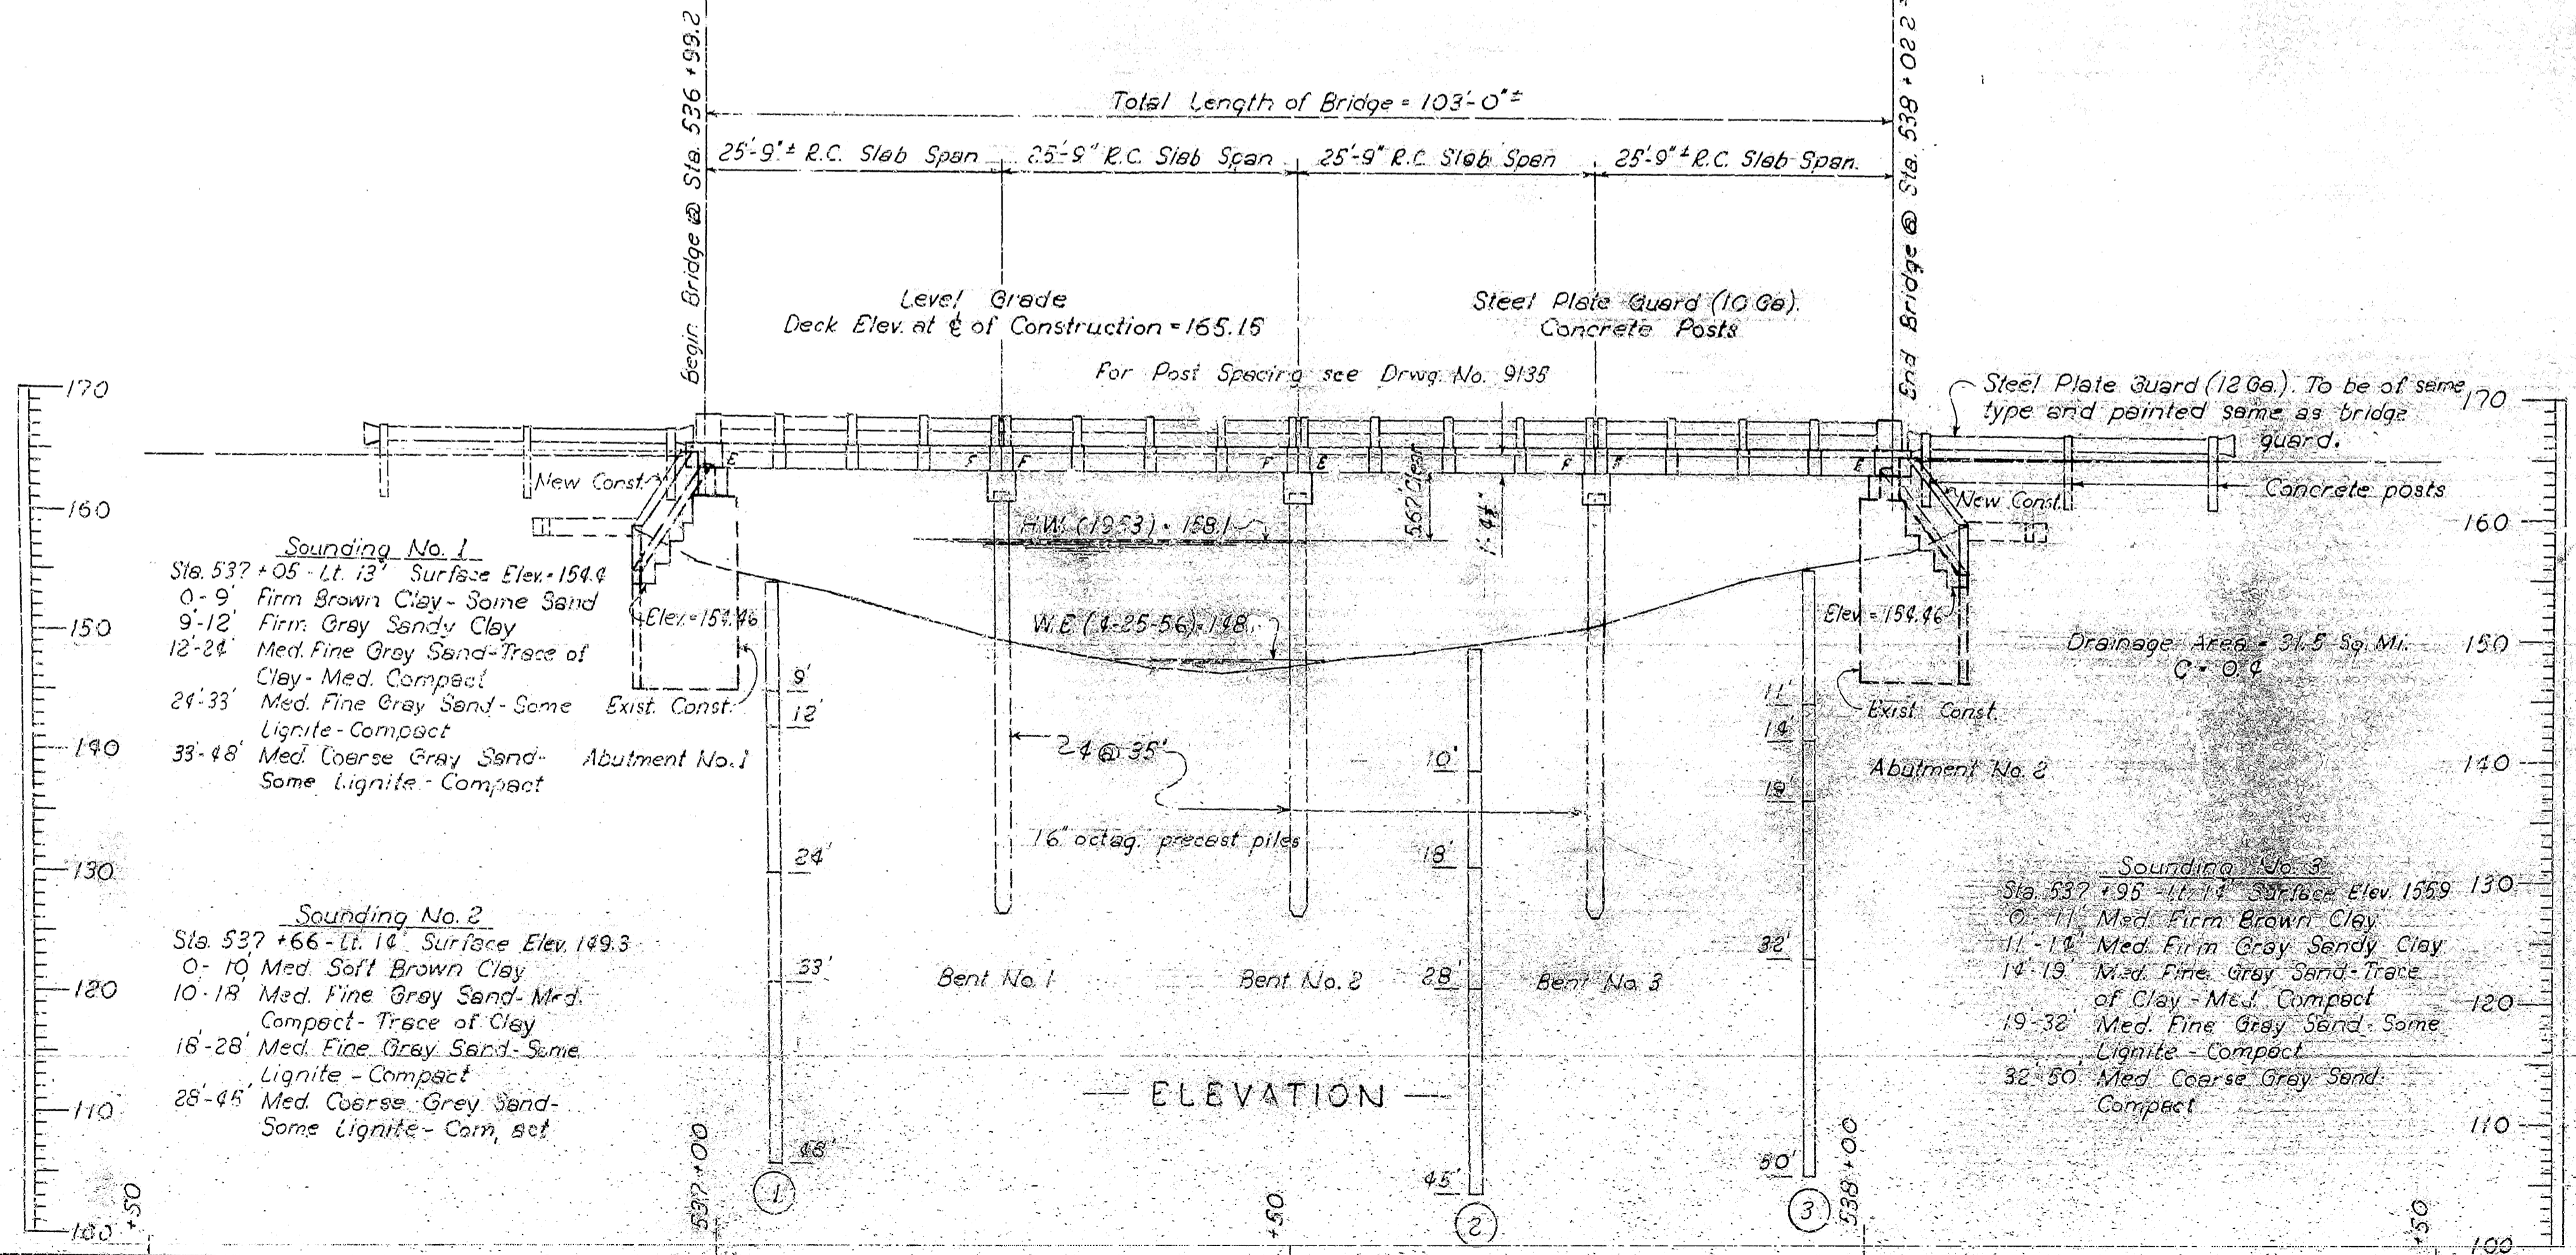 Begin Bridge @ Sta. 536 +99.2
End Bridge @ Sta. 538 +02.2±
Total Length of Bridge = 103'-0"±
25'-9"± R.C. Slab Span
25'-9" R.C. Slab Span
25'-9" R.C. Slab Span
25'-9"± R.C. Slab Span.
Level Grade
Deck Elev. at ℄ of Construction = 165.15
Steel Plate Guard (10 Ga).
Concrete Posts
For Post Spacing see Drwg. No. 9135
Steel Plate Guard (12 Ga.). To be of same
type and painted same as bridge
guard.
170
160
150
140
130
120
110
100
170
160
150
140
130
120
110
100
E
F
F
F
E
F
F
E
New Const.
New Const.
Concrete posts
H.W. (1953) = 158.1
5.67' Clear
1'-4½"
W.E. (4-25-56) = 148.
Sounding No. 1
Sta. 537 +05 - Lt. 13' Surface Elev. = 154.4
0-9' Firm Brown Clay - Some Sand
9'-12' Firm Gray Sandy Clay
12'-24' Med. Fine Gray Sand - Trace of
Clay - Med. Compact
24'-33' Med. Fine Gray Sand - Some
Lignite - Compact
33'-48' Med. Coarse Gray Sand -
Some Lignite - Compact
Elev. = 154.46
Exist. Const.
Abutment No. 1
Elev = 154.46
Exist. Const.
Abutment No. 2
Drainage Area = 31.5 Sq. Mi.
C = 0.4
24 @ 35'
16" octag. precast piles
9'
12'
24'
33'
48'
10'
18'
28'
45'
11'
14'
19'
32'
50'
Bent No. 1
Bent No. 2
Bent No. 3
Sounding No. 2
Sta. 537 +66 - Lt. 14' Surface Elev. 149.3
0-10' Med. Soft Brown Clay
10-18' Med. Fine Gray Sand - Med.
Compact - Trace of Clay
18'-28' Med. Fine Gray Sand - Some
Lignite - Compact
28'-45' Med. Coarse Grey Sand -
Some Lignite - Compact
Sounding No. 3
Sta. 537 +95 - Lt. 14' Surface Elev. 155.9
0-11' Med. Firm Brown Clay
11-14' Med. Firm Gray Sandy Clay
14'-19' Med. Fine Gray Sand - Trace
of Clay - Med. Compact
19'-32' Med. Fine Gray Sand - Some
Lignite - Compact
32'-50' Med. Coarse Gray Sand
Compact
— ELEVATION —
+50
537+00
1
+50
2
3
538+00
+50